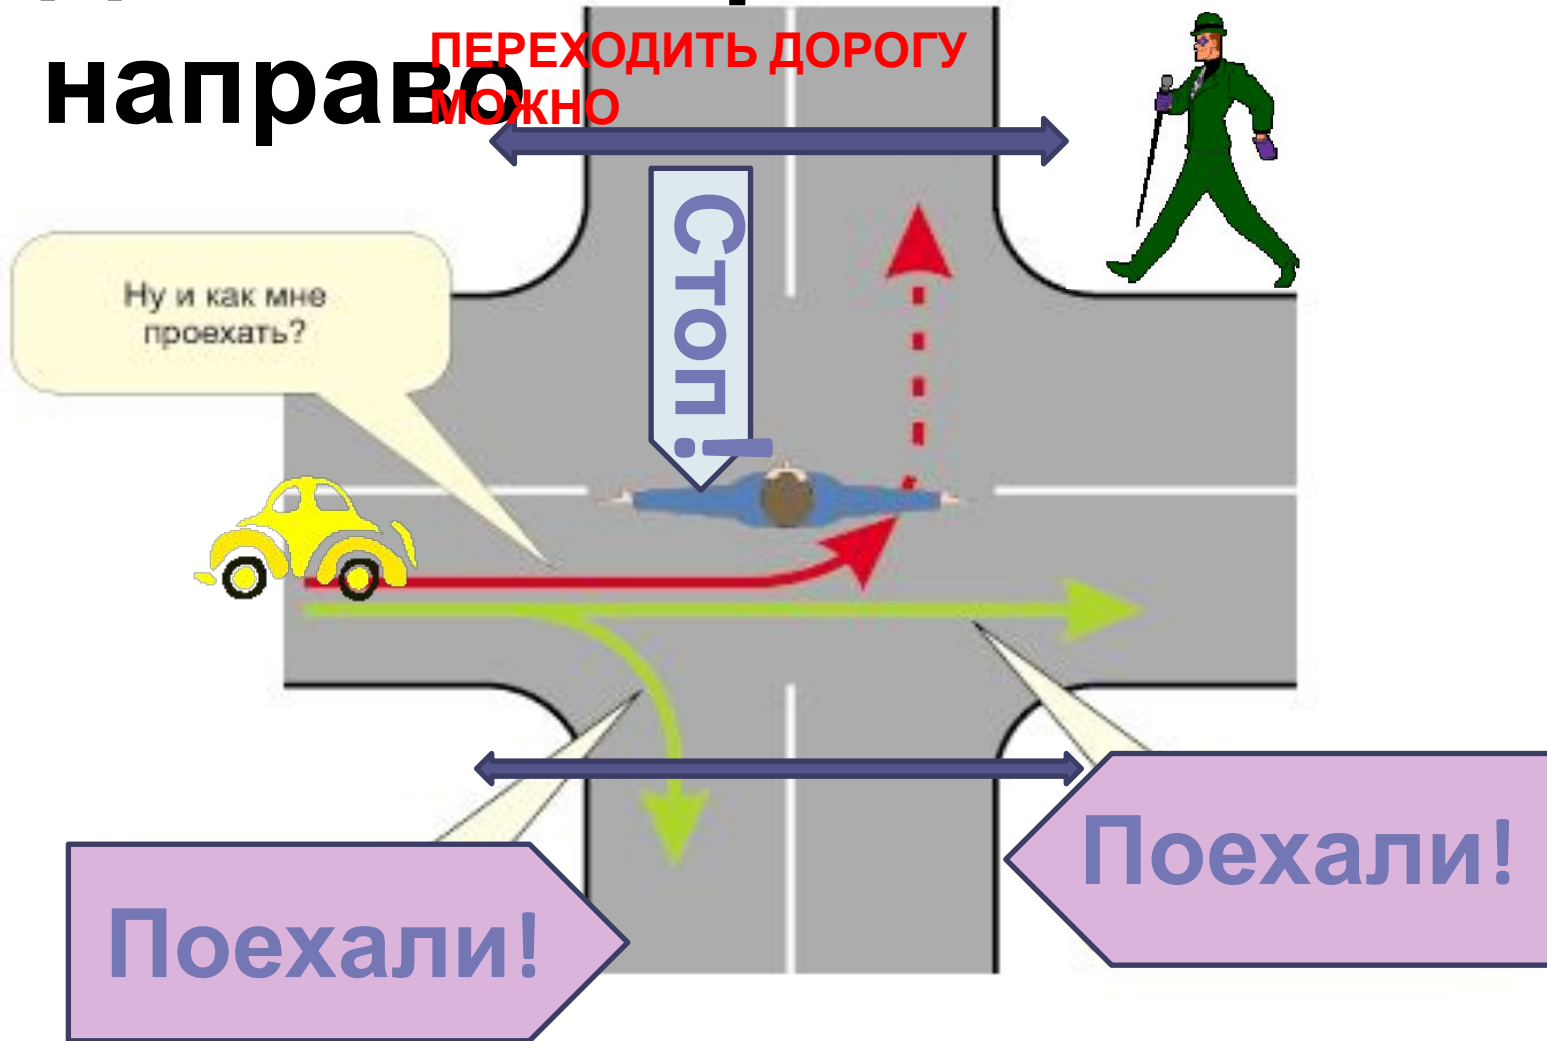 направо
ПЕРЕХОДИТЬ ДОРОГУ
МОЖНО
Стоп!
Ну и как мне
проехать?
Поехали!
Поехали!